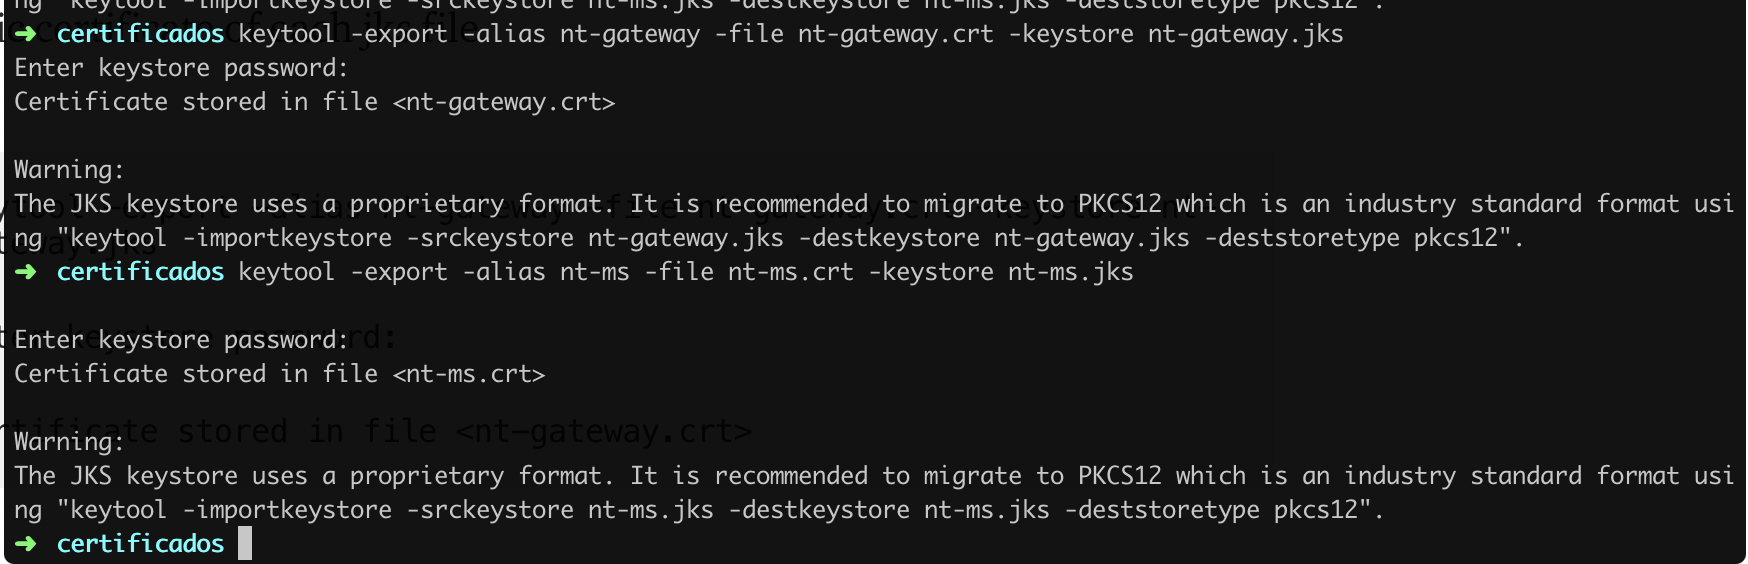 ng "keytool -importkeystore -srckeystore nt-ms.jks -destkeystore nt-ms.jks -deststoretype pkcs12".
➜ certificados keytool -export -alias nt-gateway -file nt-gateway.crt -keystore nt-gateway.jks
Enter keystore password:
Certificate stored in file <nt-gateway.crt>
Warning:
The JKS keystore uses a proprietary format. It is recommended to migrate to PKCS12 which is an industry standard format usi
ng "keytool -importkeystore -srckeystore nt-gateway.jks -destkeystore nt-gateway.jks -deststoretype pkcs12".
➜ certificados keytool -export -alias nt-ms -file nt-ms.crt -keystore nt-ms.jks
Enter keystore password:
Certificate stored in file <nt-ms.crt>
Warning:
The JKS keystore uses a proprietary format. It is recommended to migrate to PKCS12 which is an industry standard format usi
ng "keytool -importkeystore -srckeystore nt-ms.jks -destkeystore nt-ms.jks -deststoretype pkcs12".
➜ certificados